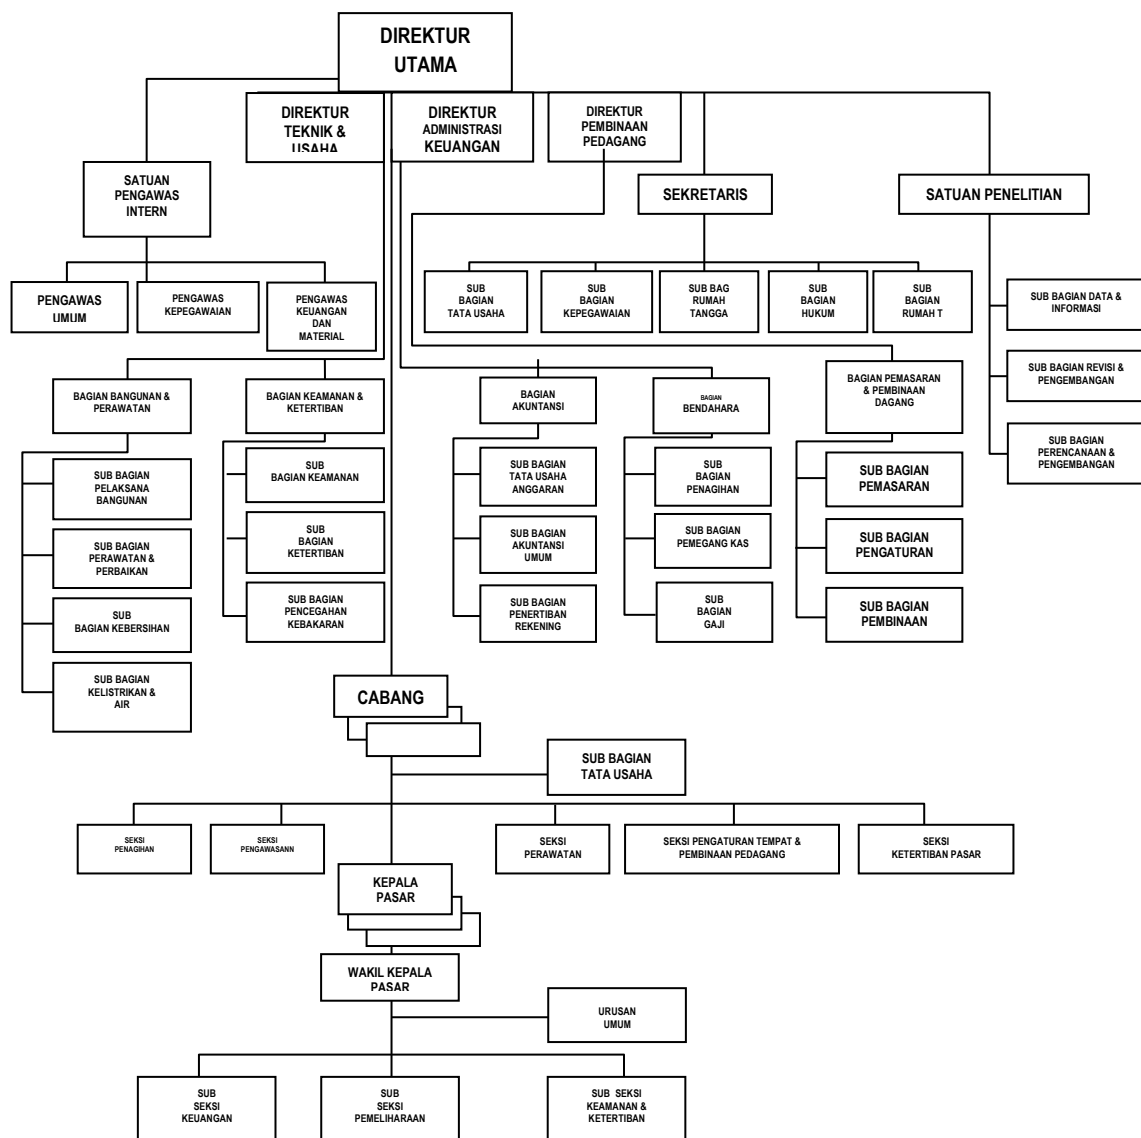 DIREKTUR
UTAMA
DIREKTUR
TEKNIK &
USAHA
DIREKTUR
ADMINISTRASI
KEUANGAN
DIREKTUR
PEMBINAAN
PEDAGANG
SATUAN
PENGAWAS
INTERN
SEKRETARIS
SATUAN PENELITIAN
PENGAWAS
UMUM
PENGAWAS
KEPEGAWAIAN
PENGAWAS
KEUANGAN
DAN
MATERIAL
SUB
BAGIAN
TATA USAHA
SUB
BAGIAN
KEPEGAWAIAN
SUB BAG
RUMAH
TANGGA
SUB
BAGIAN
HUKUM
SUB
BAGIAN
RUMAH T
SUB BAGIAN DATA &
INFORMASI
SUB BAGIAN REVISI &
PENGEMBANGAN
SUB BAGIAN
PERENCANAAN &
PENGEMBANGAN
BAGIAN BANGUNAN &
PERAWATAN
BAGIAN KEAMANAN &
KETERTIBAN
BAGIAN
AKUNTANSI
BAGIAN
BENDAHARA
BAGIAN PEMASARAN
& PEMBINAAN
DAGANG
SUB BAGIAN
PELAKSANA
BANGUNAN
SUB BAGIAN
PERAWATAN &
PERBAIKAN
SUB
BAGIAN KEBERSIHAN
SUB BAGIAN
KELISTRIKAN &
AIR
SUB
BAGIAN KEAMANAN
SUB
BAGIAN
KETERTIBAN
SUB BAGIAN
PENCEGAHAN
KEBAKARAN
SUB BAGIAN
TATA USAHA
ANGGARAN
SUB BAGIAN
AKUNTANSI
UMUM
SUB BAGIAN
PENERTIBAN
REKENING
SUB
BAGIAN
PENAGIHAN
SUB BAGIAN
PEMEGANG KAS
SUB
BAGIAN
GAJI
SUB BAGIAN
PEMASARAN
SUB BAGIAN
PENGATURAN
SUB BAGIAN
PEMBINAAN
CABANG
SUB BAGIAN
TATA USAHA
SEKSI
PENAGIHAN
SEKSI
PENGAWASANN
SEKSI
PERAWATAN
SEKSI PENGATURAN TEMPAT &
PEMBINAAN PEDAGANG
SEKSI
KETERTIBAN PASAR
KEPALA
PASAR
WAKIL KEPALA
PASAR
URUSAN
UMUM
SUB
SEKSI
KEUANGAN
SUB
SEKSI
PEMELIHARAAN
SUB SEKSI
KEAMANAN &
KETERTIBAN